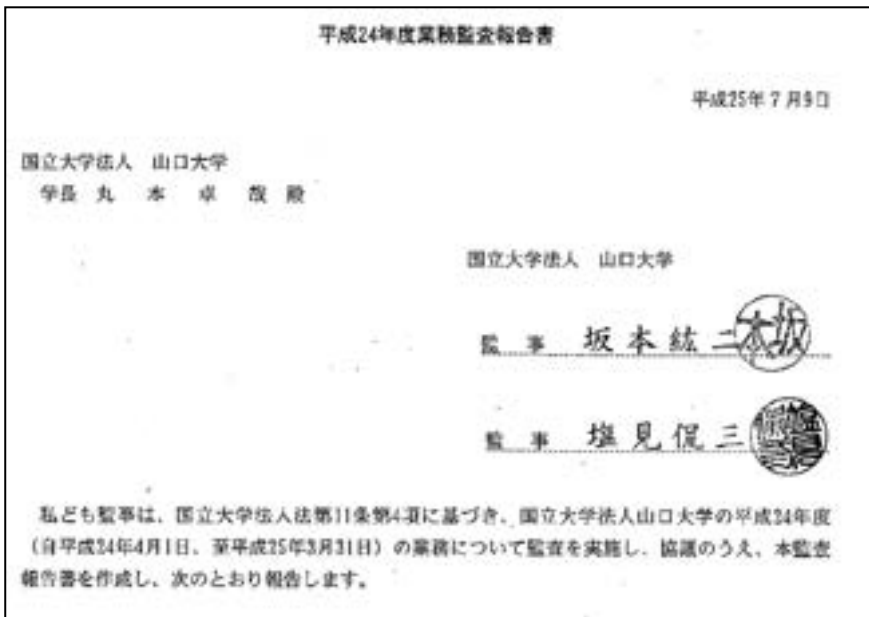 平成24年度業務監査報告書
平成25年7月9日
国立大学法人　山口大学
学長　丸　本　卓　哉　殿
国立大学法人　山口大学
監　事　坂本紘二
坂本
監　事　塩見侃三
私ども監事は、国立大学法人法第11条第4項に基づき、国立大学法人山口大学の平成24年度
（自平成24年4月1日、至平成25年3月31日）の業務について監査を実施し、協議のうえ、本監査
報告書を作成し、次のとおり報告します。